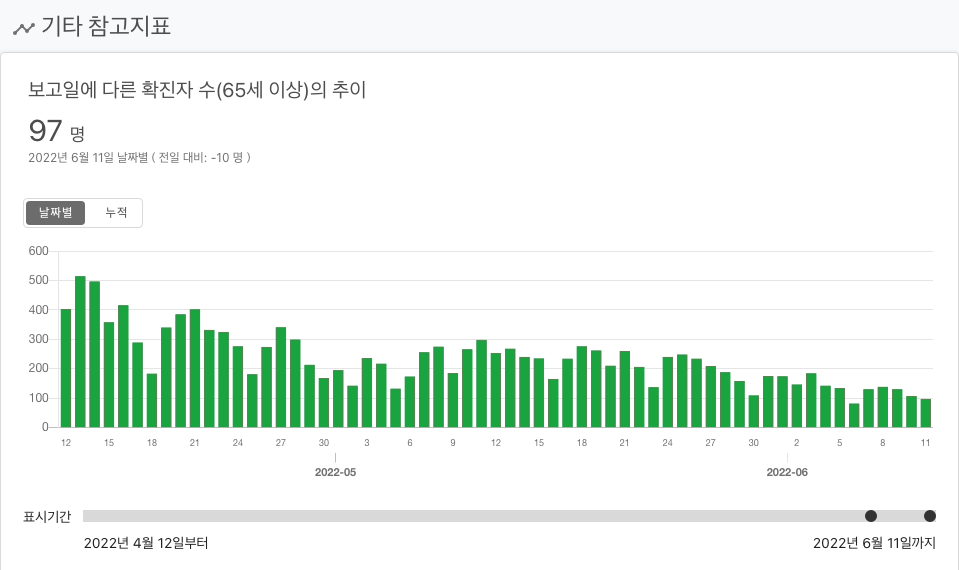 기타 참고지표
보고일에 다른 확진자 수(65세 이상)의 추이
97 명
2022년 6월 11일 날짜별 ( 전일 대비: -10 명 )
날짜별 누적
600
500
400
300
200
100
0
12 15 18 21 24 27 30 3 6 9 12 15 18 21 24 27 30 2 5 8 11
2022-05 2022-06
표시기간
2022년 4월 12일부터 2022년 6월 11일까지